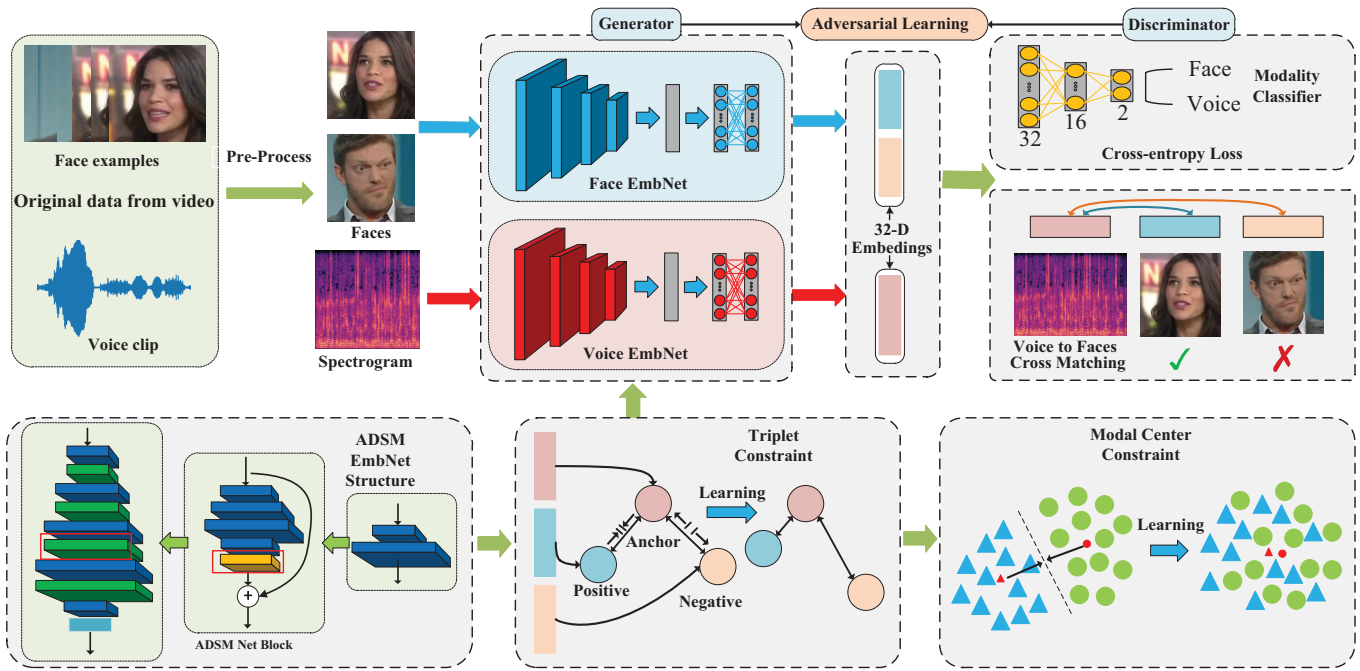 Generator
Adversarial Learning
Discriminator
Face examples
Original data from video
Voice clip
Pre-Process
Faces
Spectrogram
Face EmbNet
Voice EmbNet
32-D
Embedings
32
16
2
Face
Voice
Modality
Classifier
Cross-entropy Loss
Voice to Faces
Cross Matching
ADSM
EmbNet
Structure
+
ADSM Net Block
Triplet
Constraint
Learning
Anchor
Positive
Negative
Modal Center
Constraint
Learning